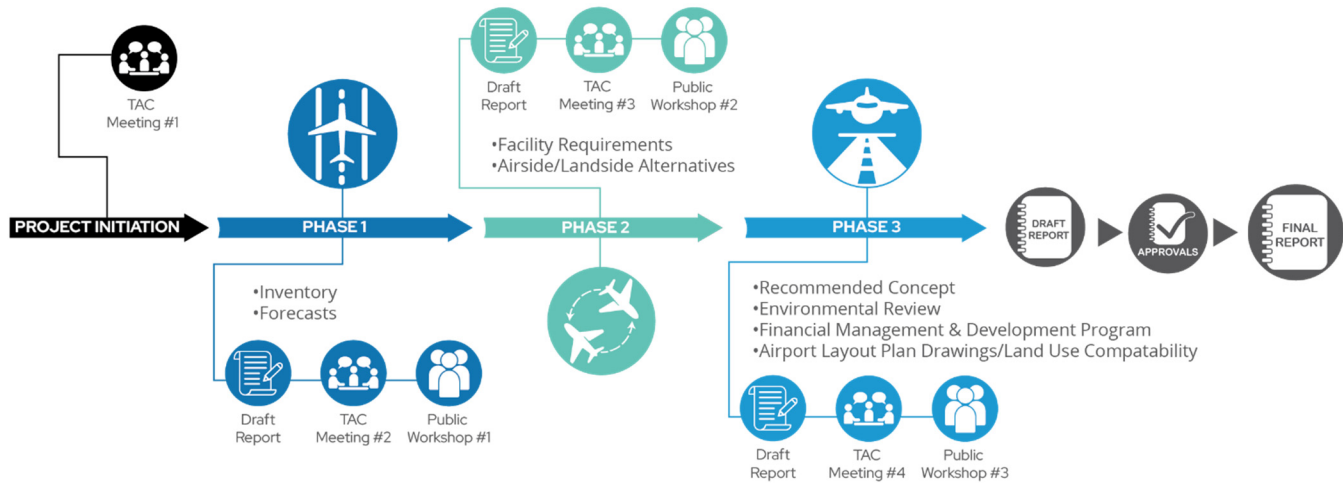 TAC
Meeting #1
PROJECT INITIATION
PHASE 1
•Inventory
•Forecasts
Draft
Report
TAC
Meeting #2
Public
Workshop #1
Draft
Report
TAC
Meeting #3
Public
Workshop #2
•Facility Requirements
•Airside/Landside Alternatives
PHASE 2
PHASE 3
•Recommended Concept
•Environmental Review
•Financial Management & Development Program
•Airport Layout Plan Drawings/Land Use Compatability
Draft
Report
TAC
Meeting #4
Public
Workshop #3
DRAFT
REPORT
APPROVALS
FINAL
REPORT